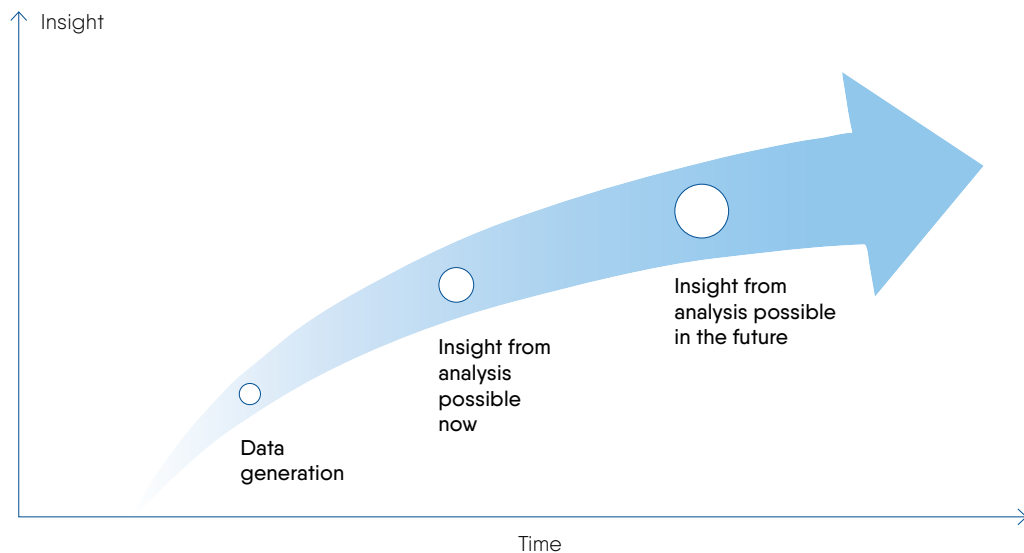 Insight
Insight from
analysis possible
in the future
Insight from
analysis
possible
now
Data
generation
Time